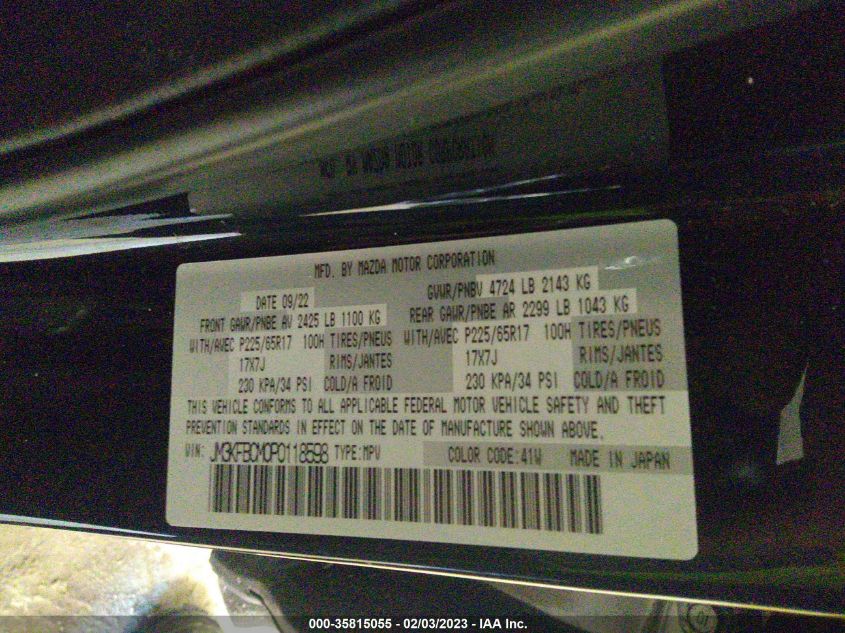 MFD. BY MAZDA MOTOR CORPORATION
MFD. BY MAZDA MOTOR CORPORATION
DATE 09/22 GVWR/PNBV 4724 LB 2143 KG
FRONT GAWR/PNBE AV 2425 LB 1100 KG REAR GAWR/PNBE AR 2299 LB 1043 KG
WITH/AVEC P225/65R17 100H TIRES/PNEUS WITH/AVEC P225/65R17 100H TIRES/PNEUS
17X7J RIMS/JANTES 17X7J RIMS/JANTES
230 KPA/34 PSI COLD/A FROID 230 KPA/34 PSI COLD/A FROID
THIS VEHICLE CONFORMS TO ALL APPLICABLE FEDERAL MOTOR VEHICLE SAFETY AND THEFT
PREVENTION STANDARDS IN EFFECT ON THE DATE OF MANUFACTURE SHOWN ABOVE.
VIN: JM3KFBCM0P0118598 TYPE:MPV COLOR CODE:41W MADE IN JAPAN
000-35815055 - 02/03/2023 - IAA Inc.